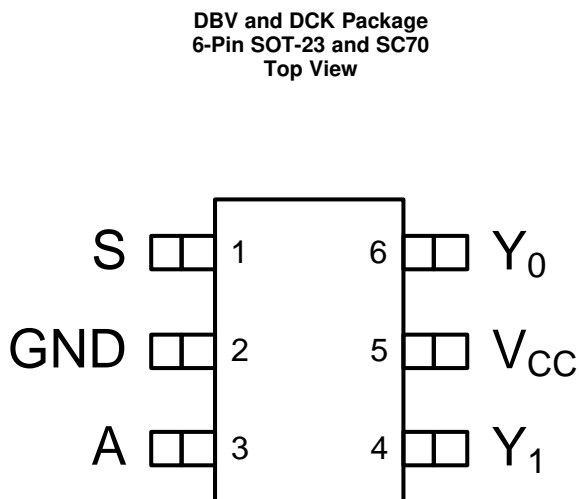 DBV and DCK Package
6-Pin SOT-23 and SC70
Top View
S 1 6 Y0
GND 2 5 VCC
A 3 4 Y1